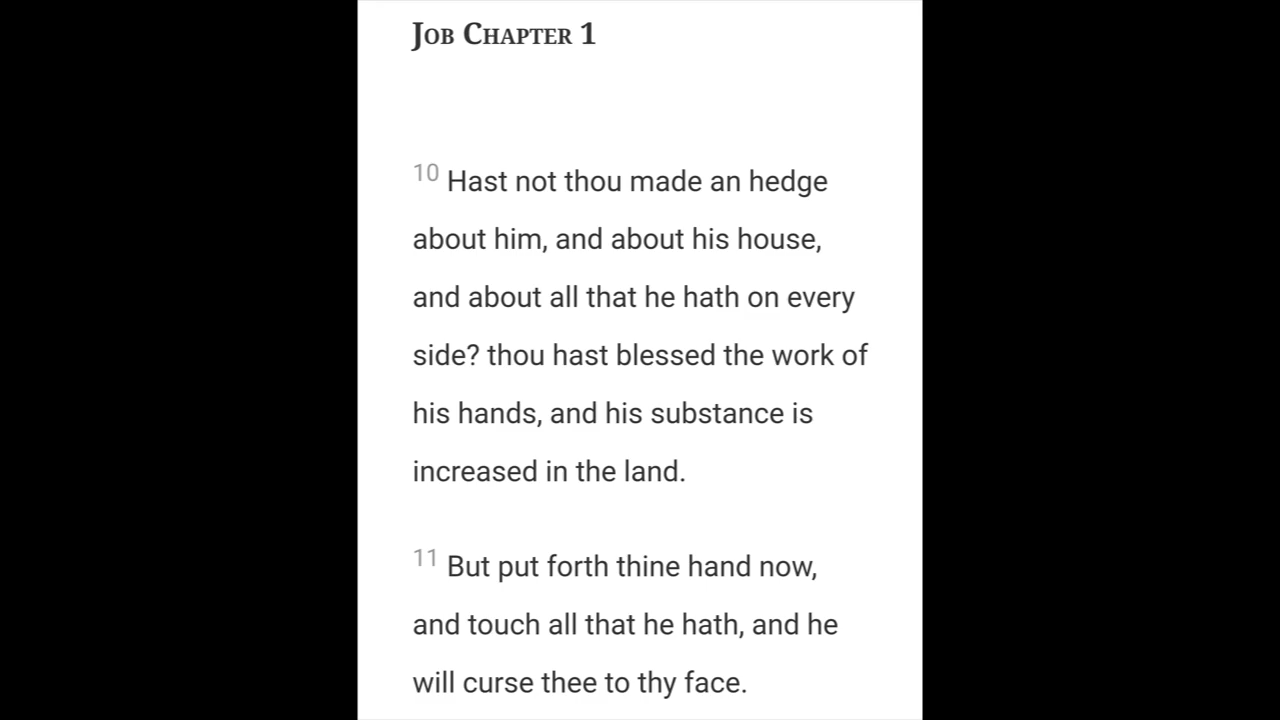 Job Chapter 1
10 Hast not thou made an hedge
about him, and about his house,
and about all that he hath on every
side? thou hast blessed the work of
his hands, and his substance is
increased in the land.
11 But put forth thine hand now,
and touch all that he hath, and he
will curse thee to thy face.